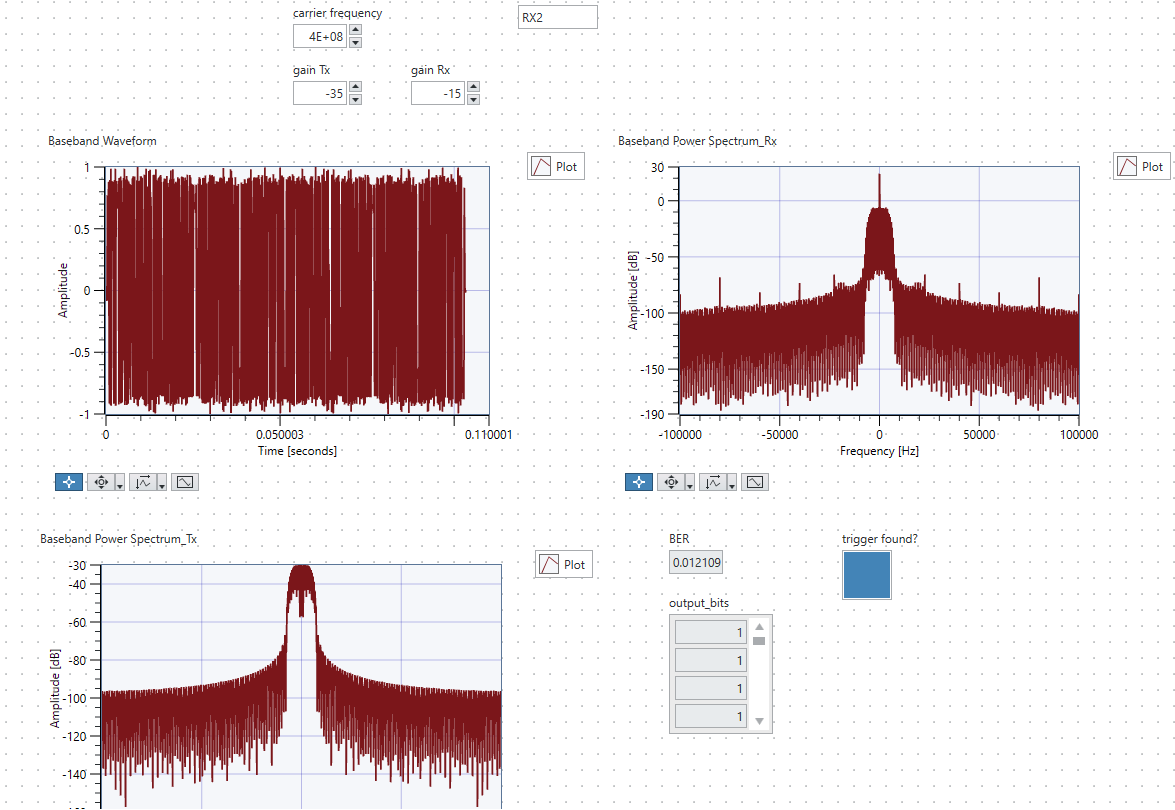 carrier frequency
4E+08
RX2
gain Tx
-35
gain Rx
-15
Baseband Waveform
Plot
1
0.5
0
-0.5
-1
Amplitude
0
0.050003
0.110001
Time [seconds]
Baseband Power Spectrum_Rx
Plot
30
0
-50
-100
-150
-190
Amplitude [dB]
-100000
-50000
0
50000
100000
Frequency [Hz]
Baseband Power Spectrum_Tx
Plot
-30
-40
-60
-80
-100
-120
-140
Amplitude [dB]
BER
0.012109
trigger found?
output_bits
1
1
1
1